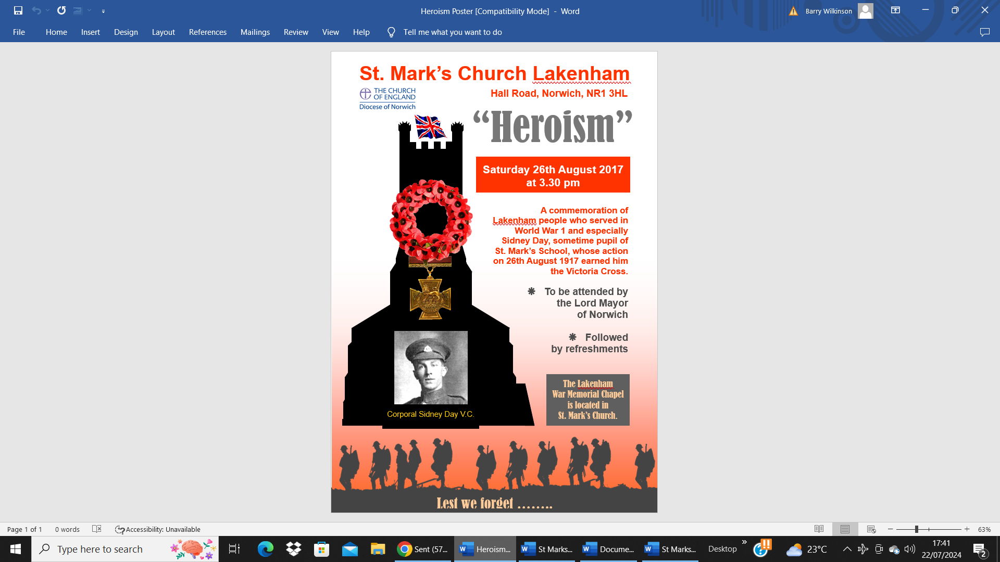 Heroism Poster [Compatibility Mode] - Word
Barry Wilkinson
File Home Insert Design Layout References Mailings Review View Help Tell me what you want to do
St. Mark’s Church Lakenham
THE CHURCH
OF ENGLAND
Diocese of Norwich
Hall Road, Norwich, NR1 3HL
“Heroism”
Saturday 26th August 2017
at 3.30 pm
A commemoration of
Lakenham people who served in
World War 1 and especially
Sidney Day, sometime pupil of
St. Mark’s School, whose action
on 26th August 1917 earned him
the Victoria Cross.
⁕ To be attended by
the Lord Mayor
of Norwich
⁕ Followed
by refreshments
Corporal Sidney Day V.C.
The Lakenham
War Memorial Chapel
is located in
St. Mark’s Church.
Lest we forget ........
Page 1 of 1 0 words Accessibility: Unavailable 63%
Type here to search Sent (57... Heroism... St Marks... Docume... St Marks... Desktop » 23°C
17:41
22/07/2024
2